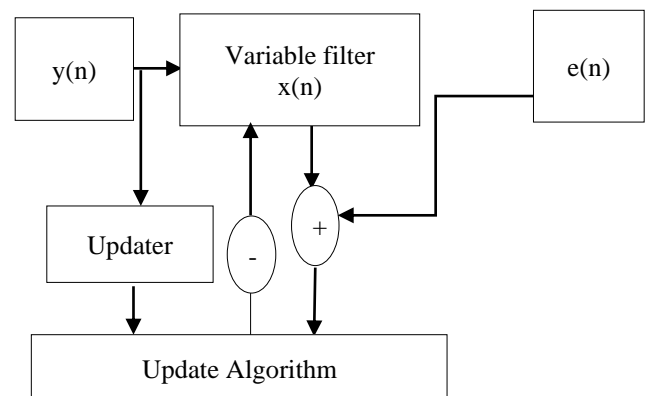 y(n)
Variable filter
x(n)
e(n)
Updater
-
+
Update Algorithm